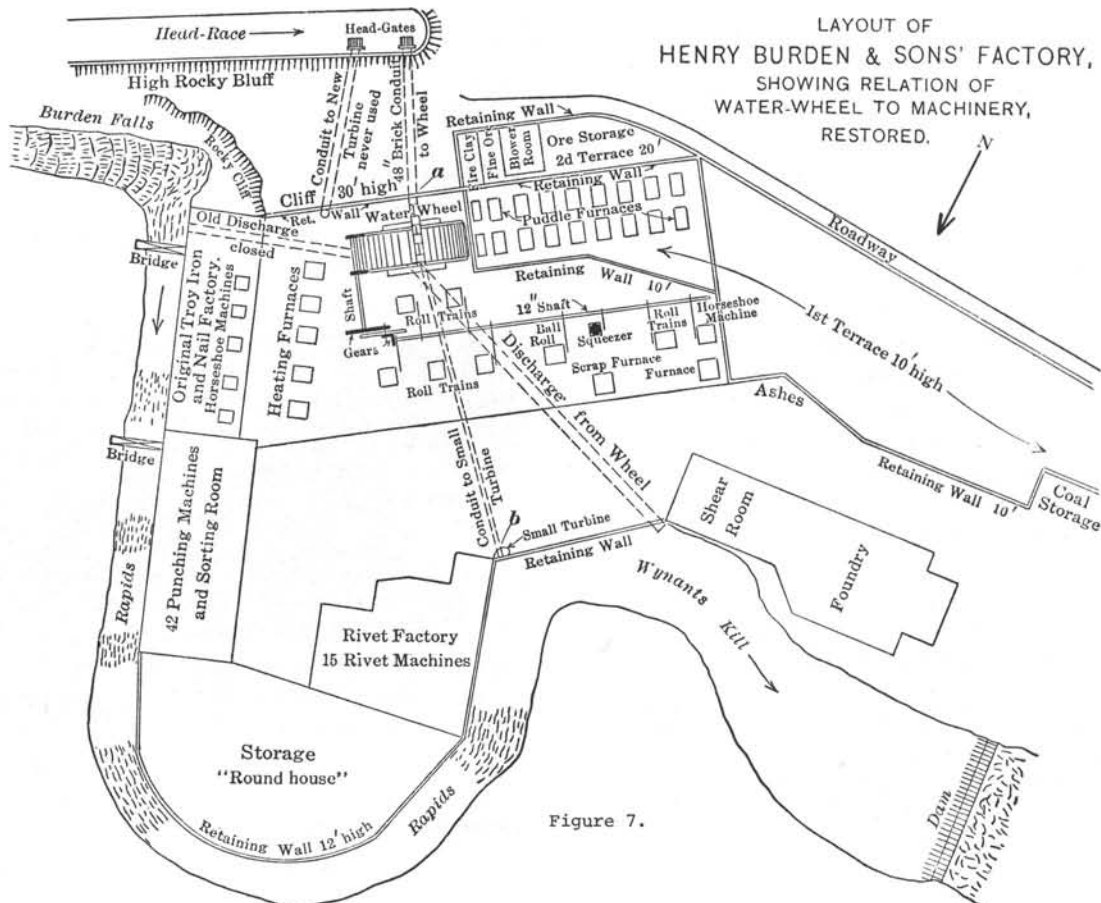 LAYOUT OF
HENRY BURDEN & SONS' FACTORY,
SHOWING RELATION OF
WATER-WHEEL TO MACHINERY,
RESTORED.
N
Head-Race
Head-Gates
High Rocky Bluff
Burden Falls
Rocky Cliff
Conduit to New
Turbine
never used
48" Erick Conduit
to Wheel
a
Cliff 30' high
Ret. Wall
Retaining Wall
Fire Clay
Fine Ore
Blower
Room
Ore Storage
2d Terrace 20'
Retaining Wall
Puddle Furnaces
Retaining Wall 10'
Roadway
1st Terrace 10' high
Old Discharge
closed
Water Wheel
Bridge
Original Troy Iron
and Nail Factory.
Horseshoe Machines
Heating Furnaces
Shaft
Gears
Roll Trains
12" Shaft
Ball
Roll
Squeezer
Roll
Trains
Horseshoe
Machine
Roll Trains
Scrap Furnace
Furnace
Discharge from Wheel
Conduit to Small
Turbine
Ashes
Retaining Wall 10'
Coal
Storage
Bridge
42 Punching Machines
and Sorting Room
Rapids
b
Small Turbine
Retaining Wall
Shear
Room
Foundry
Wynants
Kill
Rivet Factory
15 Rivet Machines
Storage
"Round house"
Retaining Wall 12' high
Rapids
Dam
Figure 7.